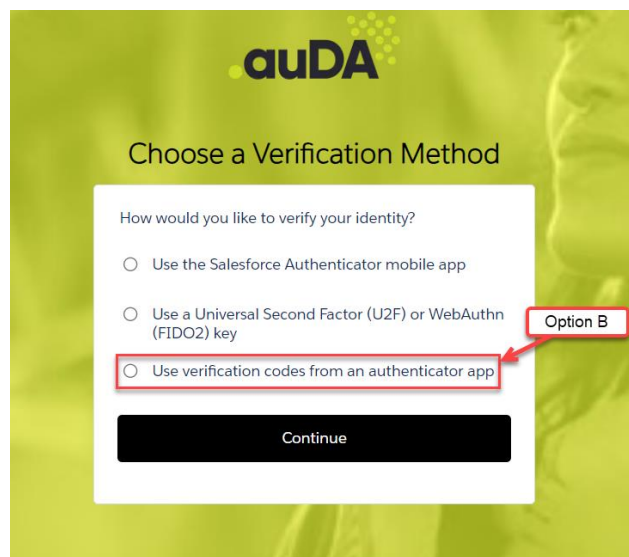 .auDA
Choose a Verification Method
How would you like to verify your identity?
Use the Salesforce Authenticator mobile app
Use a Universal Second Factor (U2F) or WebAuthn
(FIDO2) key
Option B
Use verification codes from an authenticator app
Continue